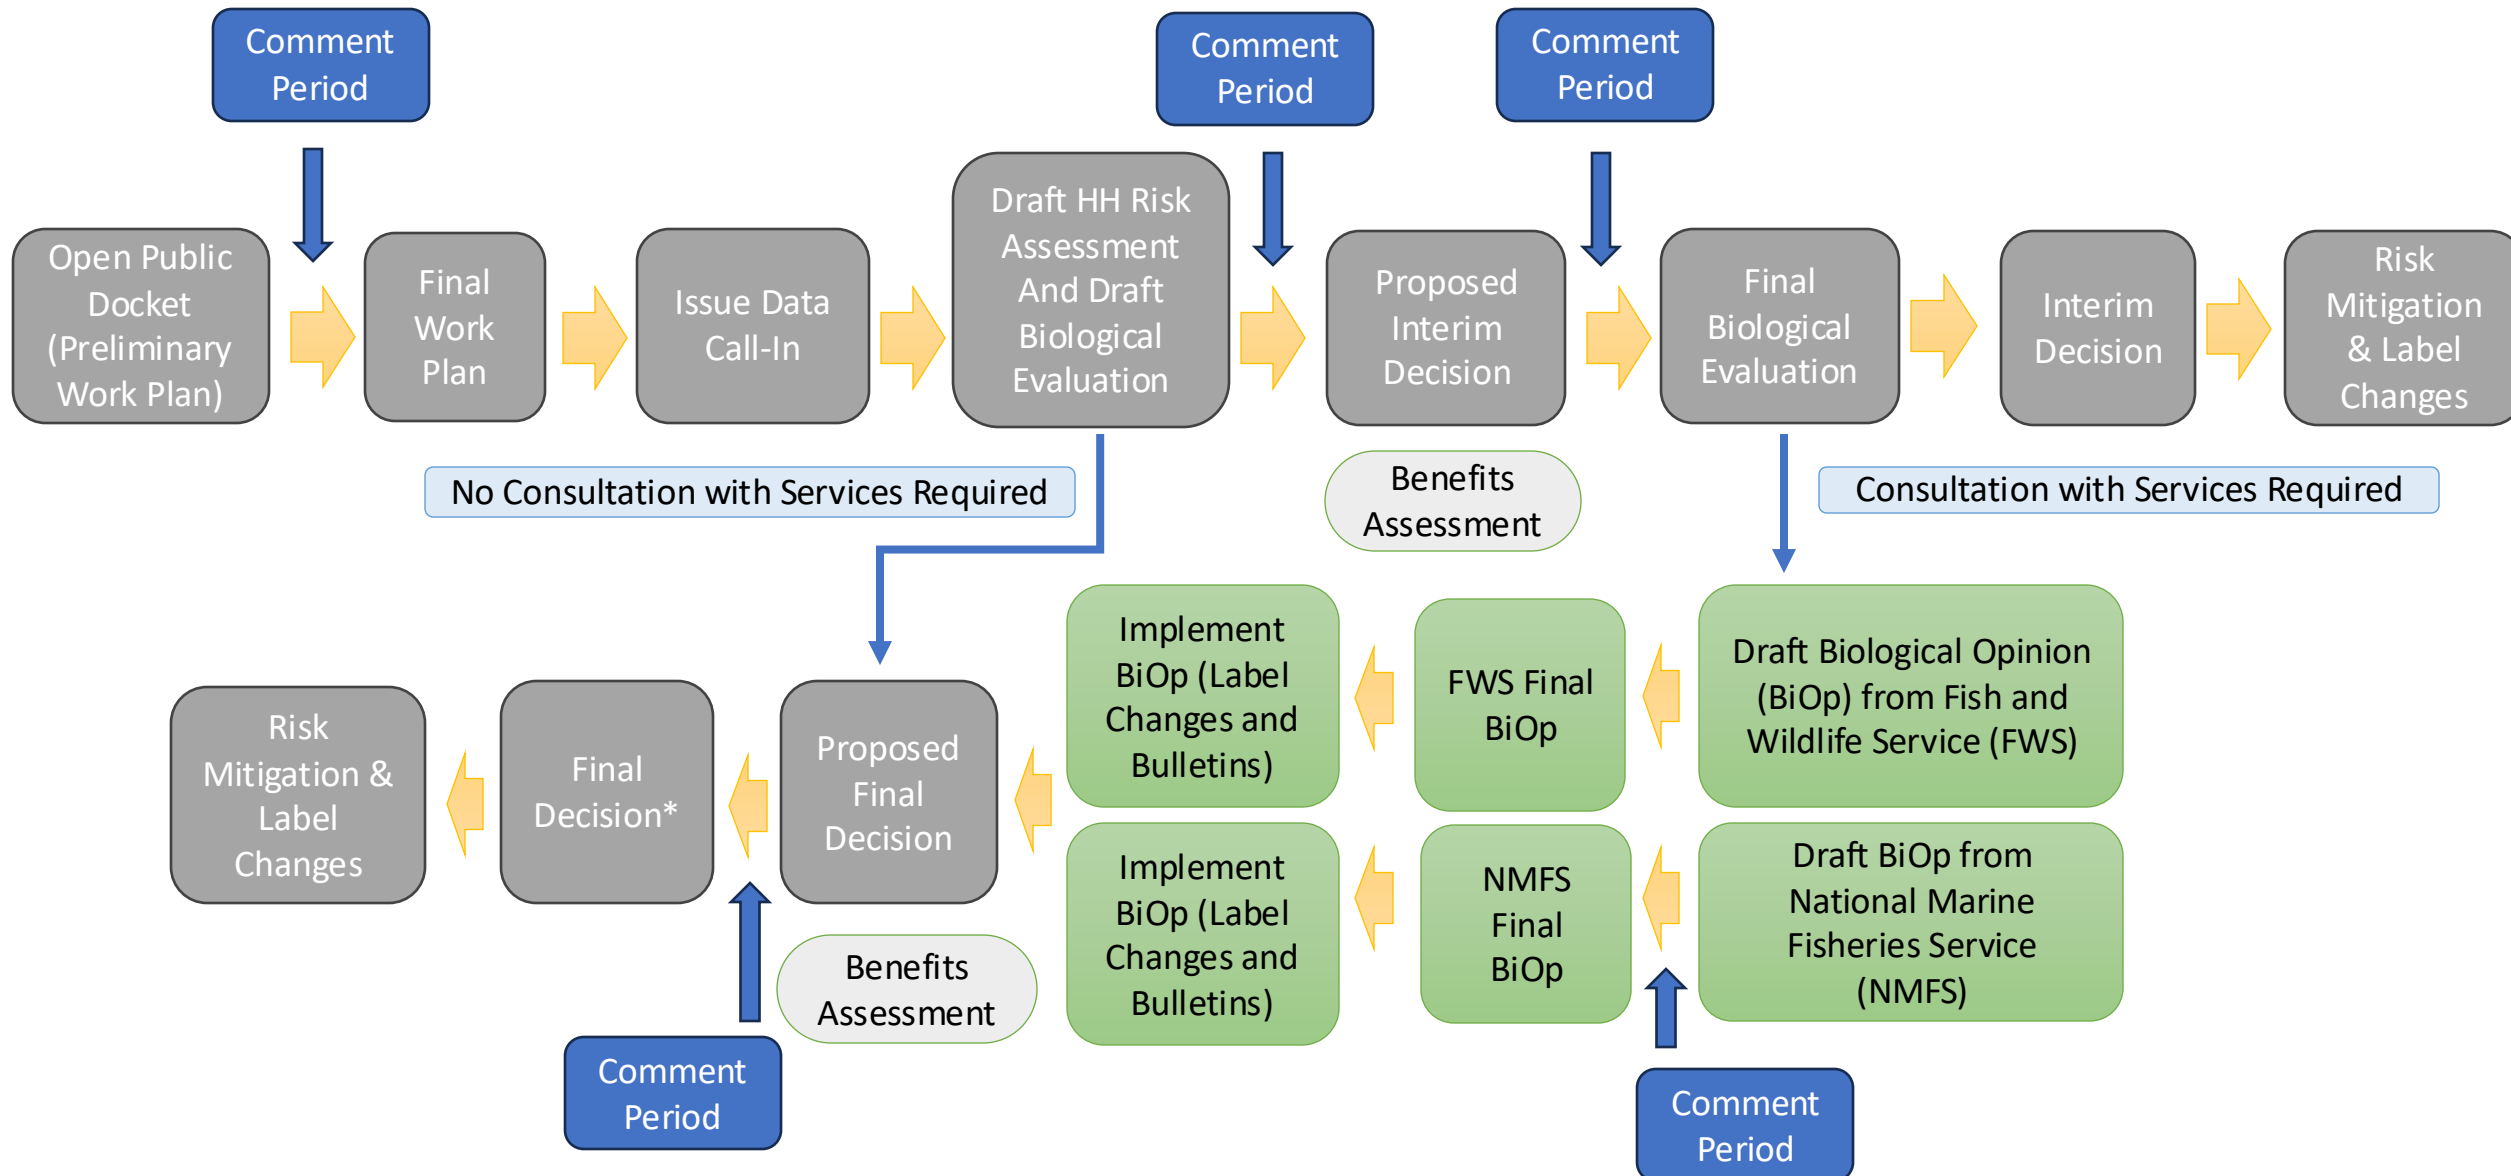 Comment
Period
Comment
Period
Comment
Period
Open Public
Docket
(Preliminary
Work Plan)
Final
Work
Plan
Issue Data
Call-In
Draft HH Risk
Assessment
And Draft
Biological
Evaluation
Proposed
Interim
Decision
Final
Biological
Evaluation
Interim
Decision
Risk
Mitigation
& Label
Changes
No Consultation with Services Required
Benefits
Assessment
Consultation with Services Required
Risk
Mitigation &
Label
Changes
Final
Decision*
Proposed
Final
Decision
Implement
BiOp (Label
Changes and
Bulletins)
FWS Final
BiOp
Draft Biological Opinion
(BiOp) from Fish and
Wildlife Service (FWS)
Implement
BiOp (Label
Changes and
Bulletins)
NMFS
Final
BiOp
Draft BiOp from
National Marine
Fisheries Service
(NMFS)
Benefits
Assessment
Comment
Period
Comment
Period